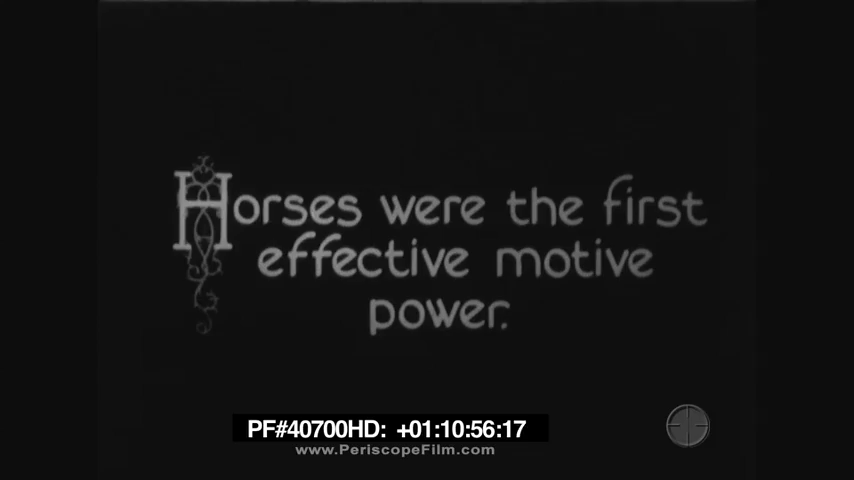 Horses were the first
effective motive
power.
PF#40700HD: +01:10:56:17
www.PeriscopeFilm.com